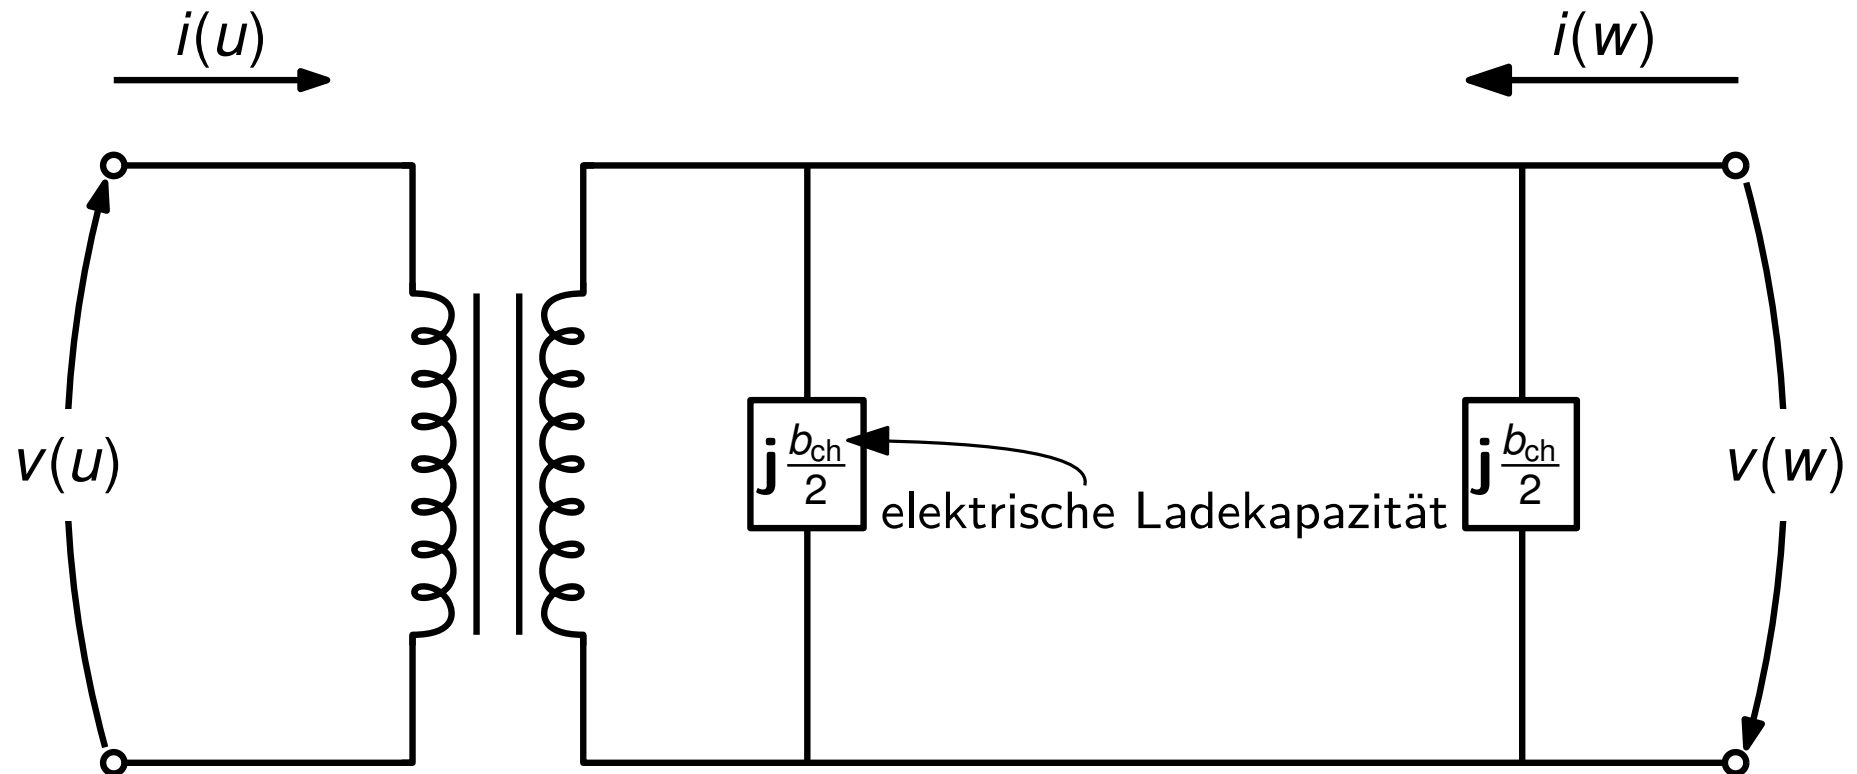 i(u)
i(w)
v(u)
j b_ch/2
elektrische Ladekapazität
j b_ch/2
v(w)